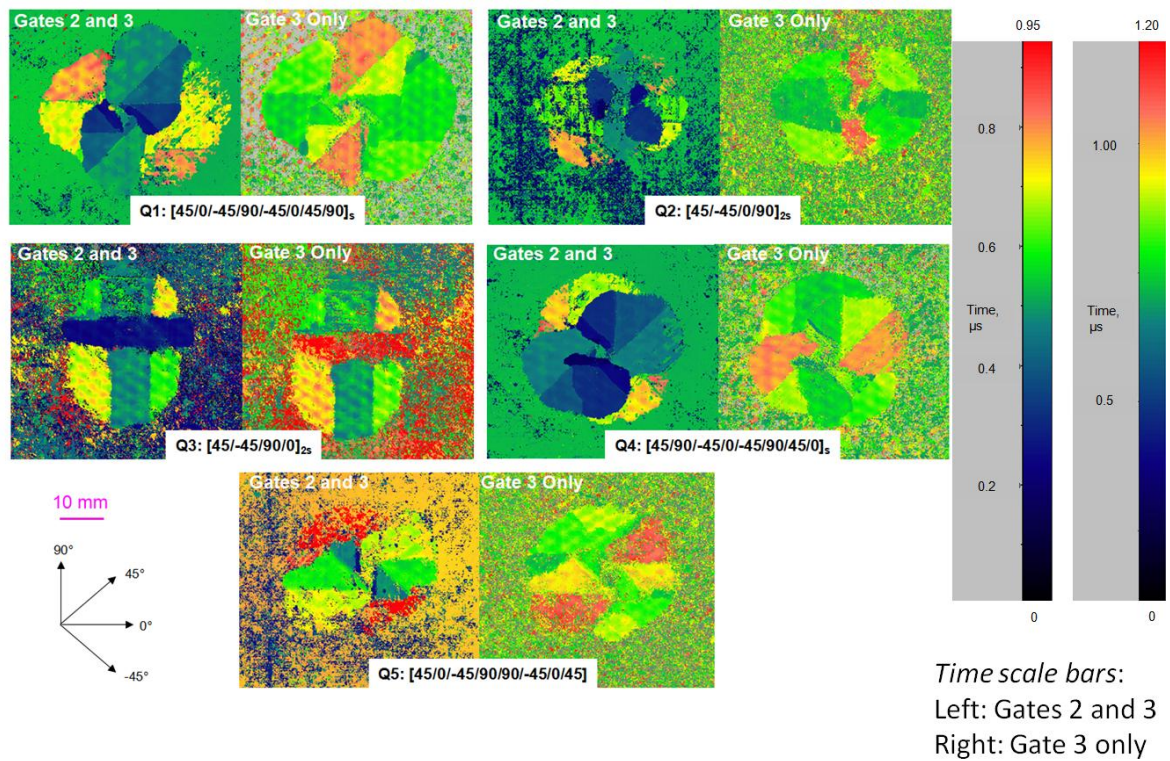 Gates 2 and 3
Gate 3 Only
Q1: [45/0/-45/90/-45/0/45/90]s
Gates 2 and 3
Gate 3 Only
Q2: [45/-45/0/90]2s
Gates 2 and 3
Gate 3 Only
Q3: [45/-45/90/0]2s
Gates 2 and 3
Gate 3 Only
Q4: [45/90/-45/0/-45/90/45/0]s
10 mm
90°
45°
0°
-45°
Gates 2 and 3
Gate 3 Only
Q5: [45/0/-45/90/90/-45/0/45]
0.95
0.8
0.6
Time,
µs
0.4
0.2
0
1.20
1.00
Time,
µs
0.5
0
Time scale bars:
Left: Gates 2 and 3
Right: Gate 3 only